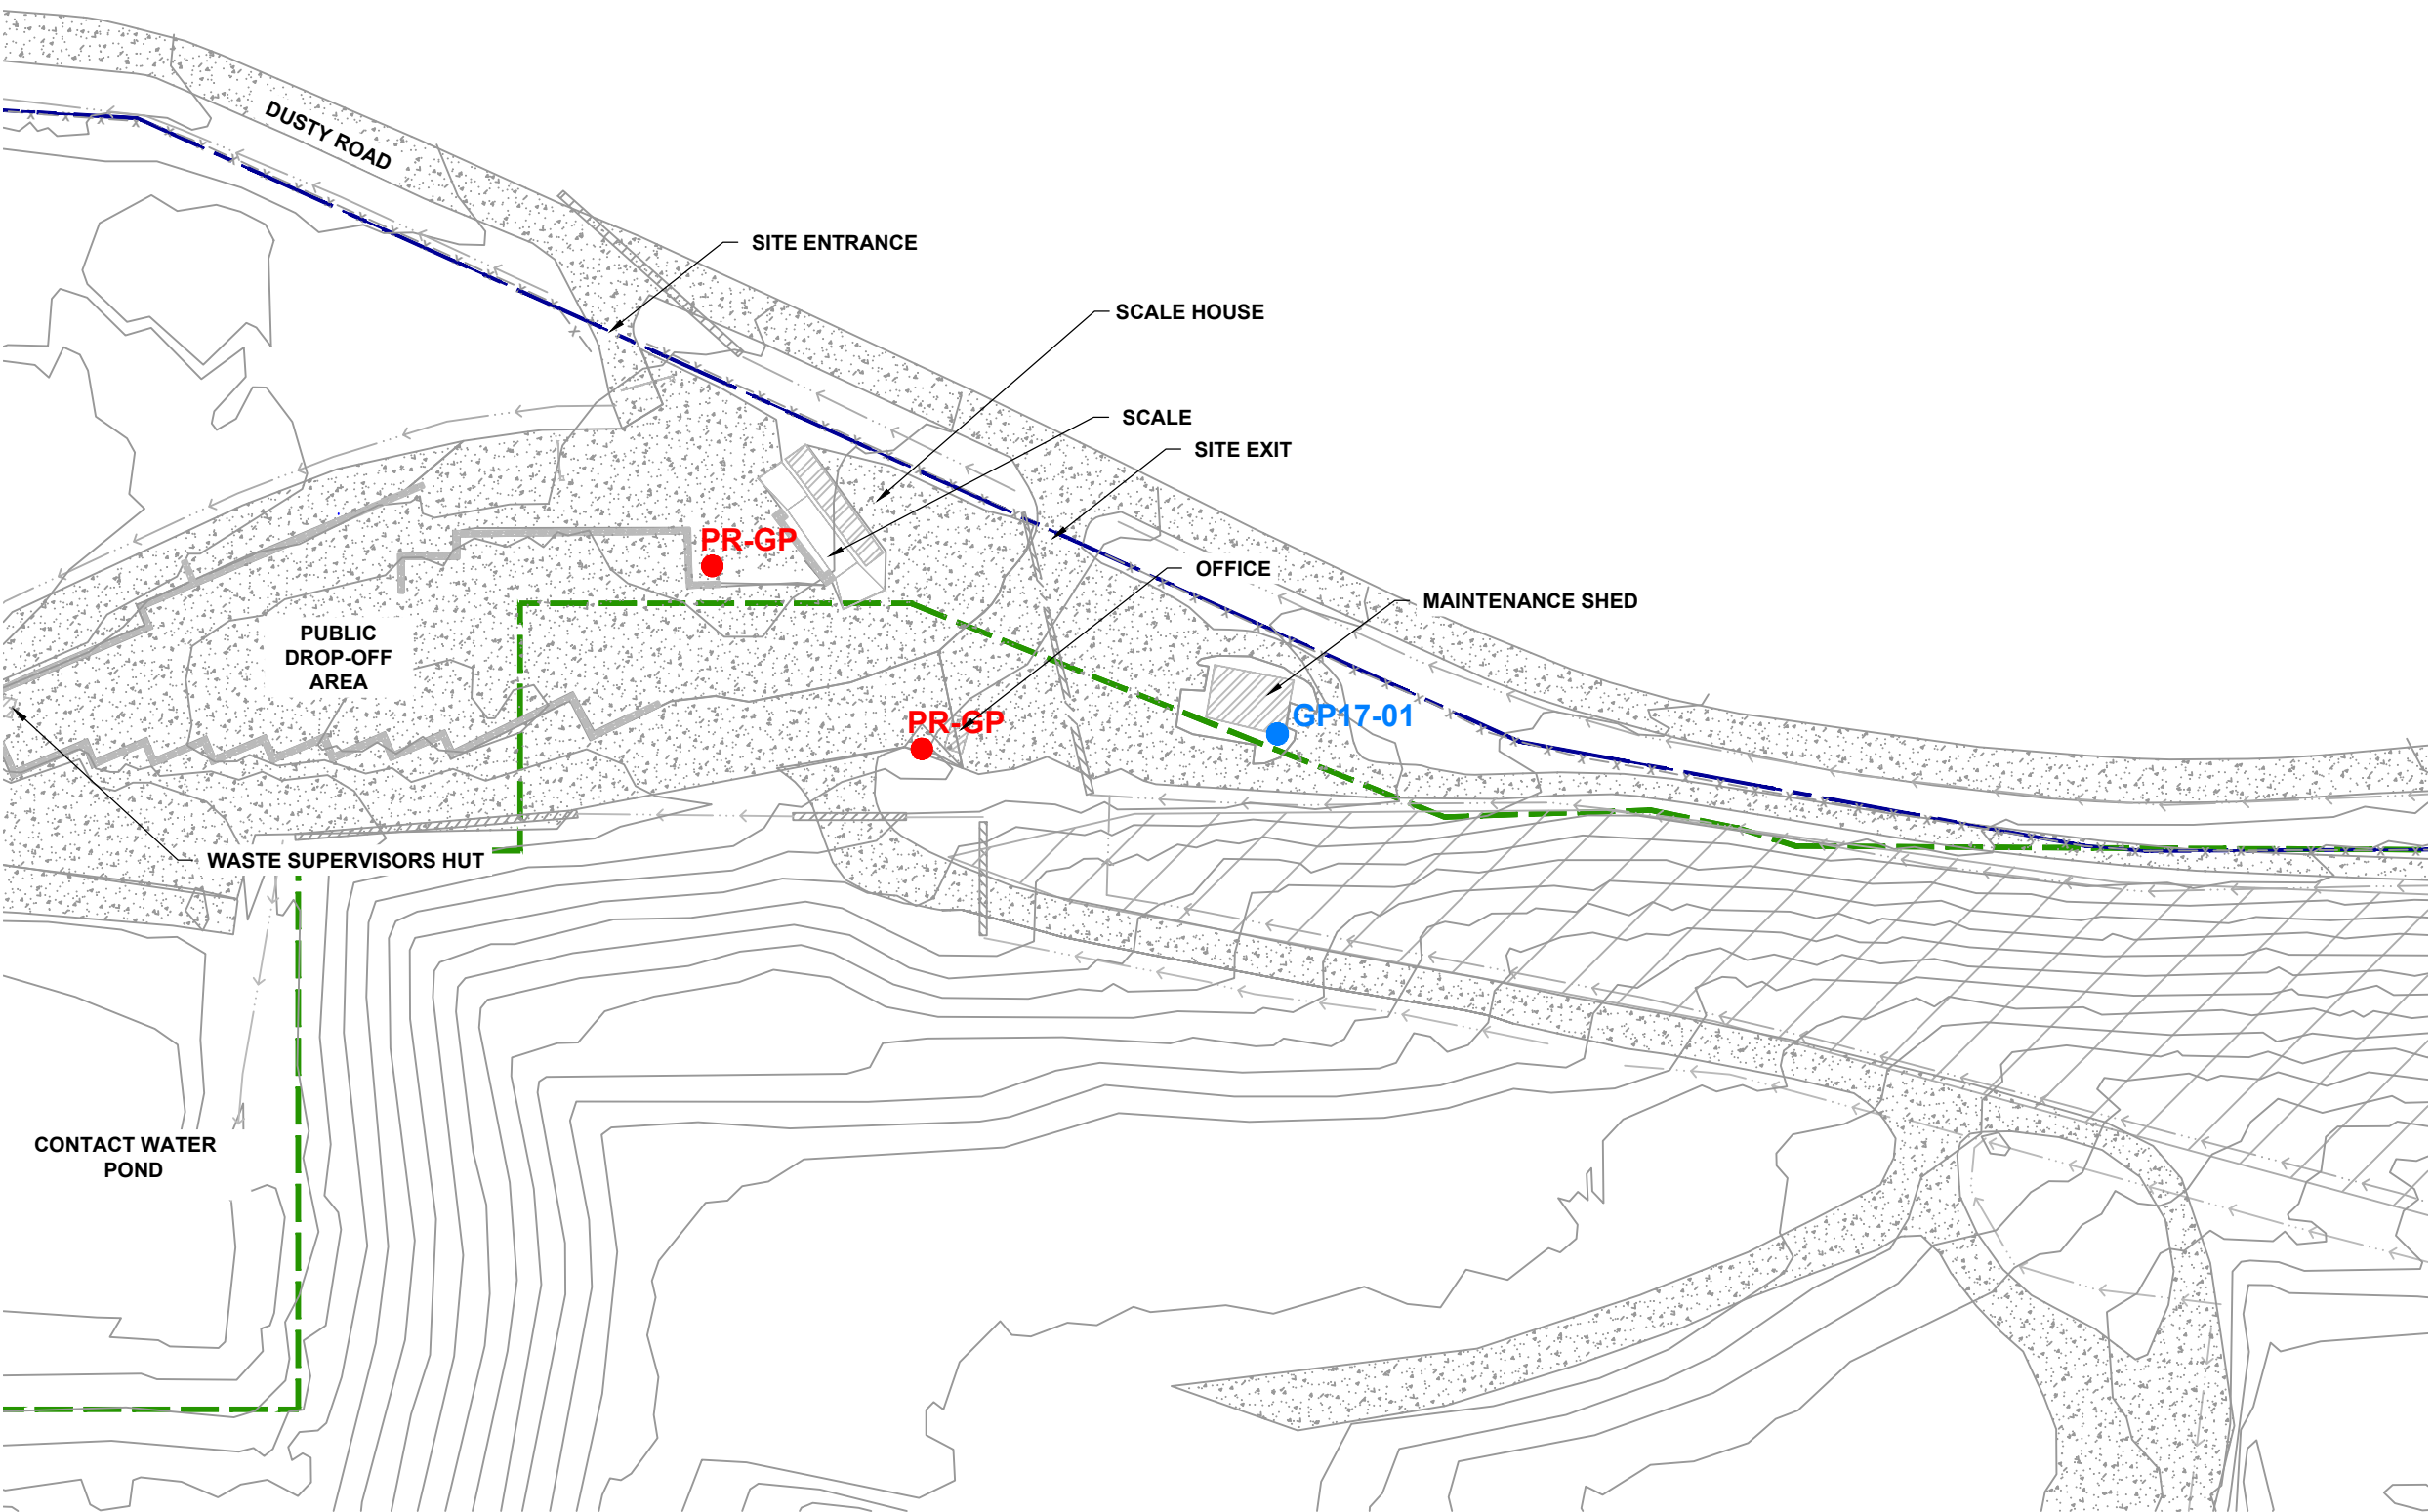 DUSTY ROAD
SITE ENTRANCE
SCALE HOUSE
SCALE
SITE EXIT
PR-GP
OFFICE
MAINTENANCE SHED
PUBLIC
DROP-OFF
AREA
PR-GP
GP17-01
WASTE SUPERVISORS HUT
CONTACT WATER
POND